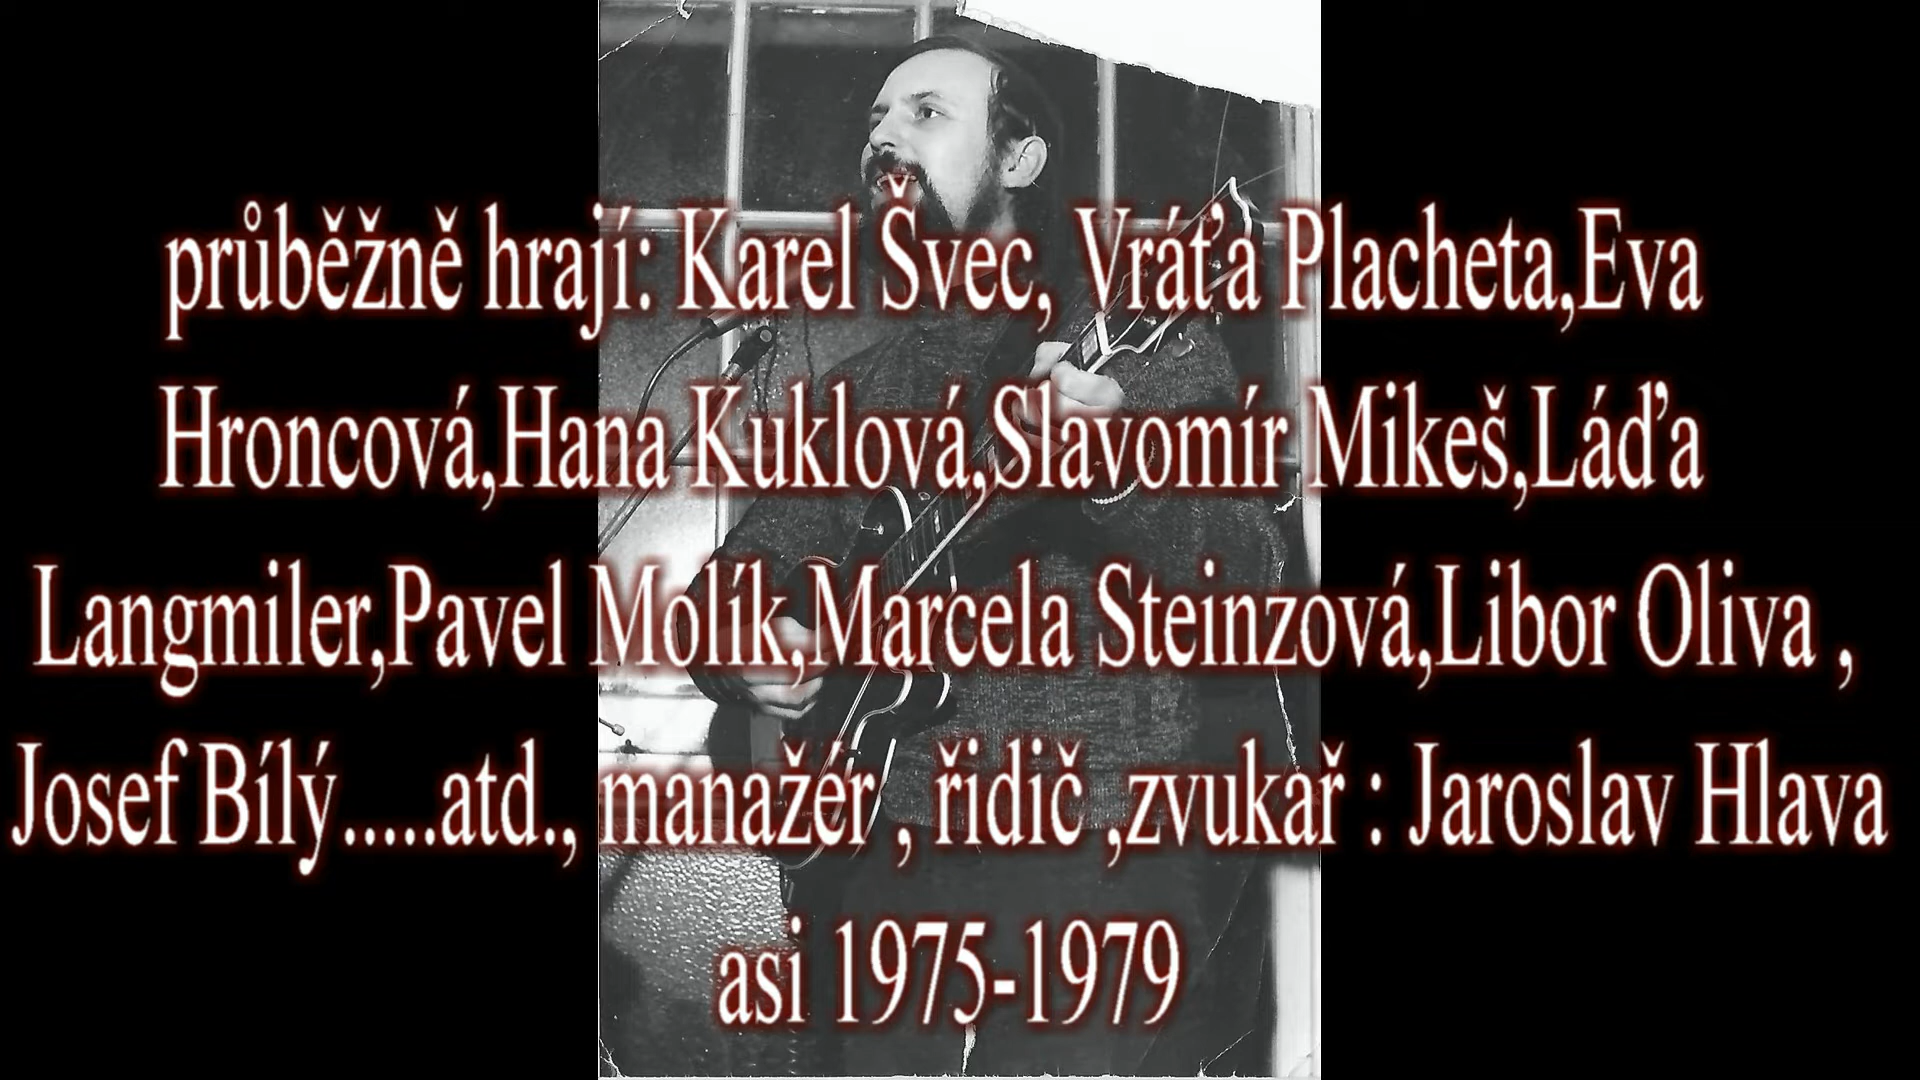 průběžně hrají: Karel Švec, Vráťa Placheta,Eva
Hroncová,Hana Kuklová,Slavomír Mikeš,Láďa
Langmiler,Pavel Molík,Marcela Steinzová,Libor Oliva ,
Josef Bílý.....atd., manažér , řidič ,zvukař : Jaroslav Hlava
asi 1975-1979